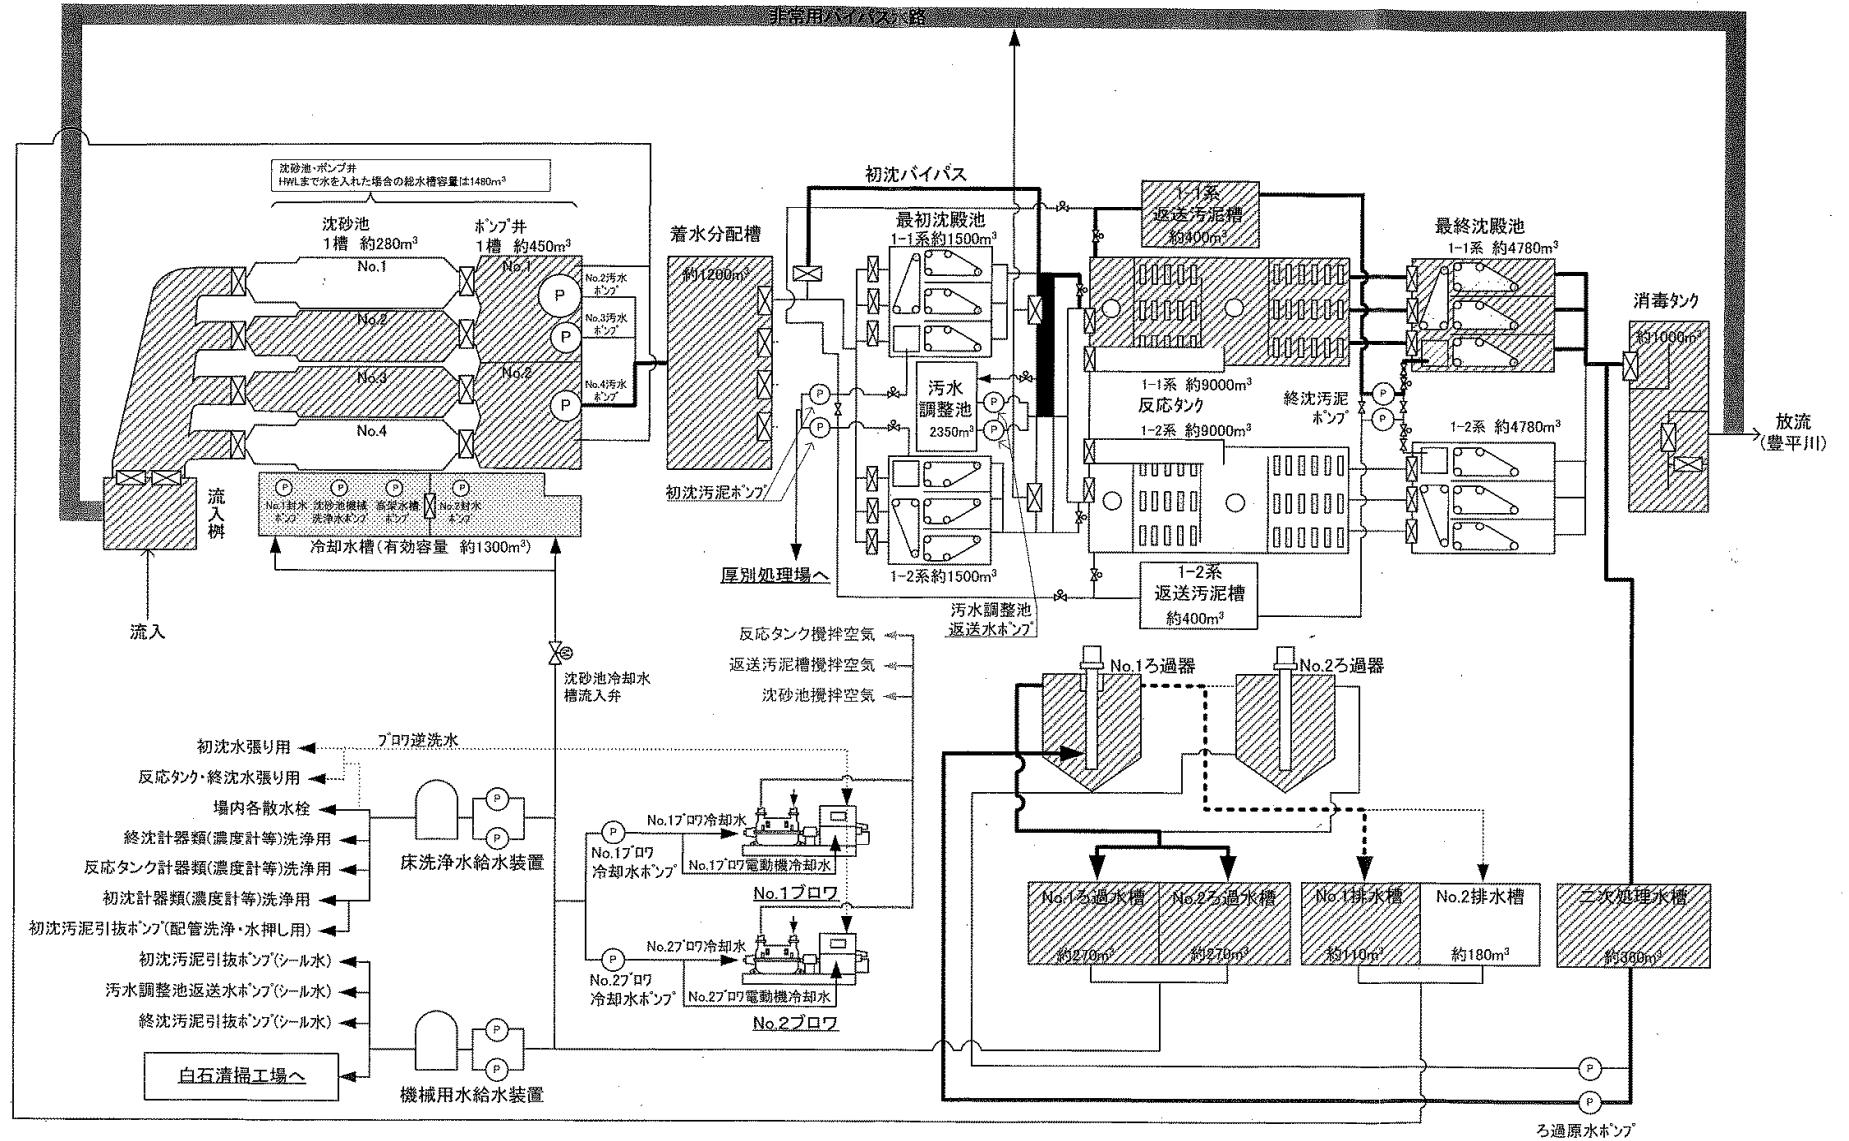 非常用バイパス水路
沈砂池・ポンプ井
HWLまで水を入れた場合の総水槽容量は1480m³
沈砂池
1槽 約280m³
ポンプ井
1槽 約450m³
No.1
No.2
No.3
No.4
No.1
No.2
No.2汚水
ポンプ
No.3汚水
ポンプ
No.4汚水
ポンプ
P
P
P
着水分配槽
約1200m³
初沈バイパス
最初沈殿池
1-1系約1500m³
汚水
調整池
2350m³
P
P
P
P
初沈汚泥ポンプ
厚別処理場へ
1-2系約1500m³
汚水調整池
返送水ポンプ
1-1系
返送汚泥槽
約400m³
1-1系 約9000m³
反応タンク
1-2系 約9000m³
1-2系
返送汚泥槽
約400m³
終沈汚泥
ポンプ
P
P
最終沈殿池
1-1系 約4780m³
1-2系 約4780m³
消毒タンク
約1000m³
放流
(豊平川)
流入桝
流入
P
P
P
P
No.1封水
ポンプ
沈砂池機械
洗浄水ポンプ
高架水槽
ポンプ
No.2封水
ポンプ
冷却水槽(有効容量 約1300m³)
M
沈砂池冷却水
槽流入弁
反応タンク攪拌空気
返送汚泥槽攪拌空気
沈砂池攪拌空気
ブロワ逆洗水
初沈水張り用
反応タンク・終沈水張り用
場内各散水栓
終沈計器類(濃度計等)洗浄用
反応タンク計器類(濃度計等)洗浄用
初沈計器類(濃度計等)洗浄用
初沈汚泥引抜ポンプ(配管洗浄・水押し用)
初沈汚泥引抜ポンプ(シール水)
汚水調整池返送水ポンプ(シール水)
終沈汚泥引抜ポンプ(シール水)
白石清掃工場へ
P
P
床洗浄水給水装置
P
P
機械用水給水装置
P
No.1ブロワ
冷却水ポンプ
No.1ブロワ冷却水
No.1ブロワ電動機冷却水
No.1ブロワ
P
No.2ブロワ
冷却水ポンプ
No.2ブロワ冷却水
No.2ブロワ電動機冷却水
No.2ブロワ
No.1ろ過器
No.2ろ過器
No.1ろ過水槽
約270m³
No.2ろ過水槽
約270m³
No.1排水槽
約110m³
No.2排水槽
約180m³
二次処理水槽
約360m³
P
P
ろ過原水ポンプ